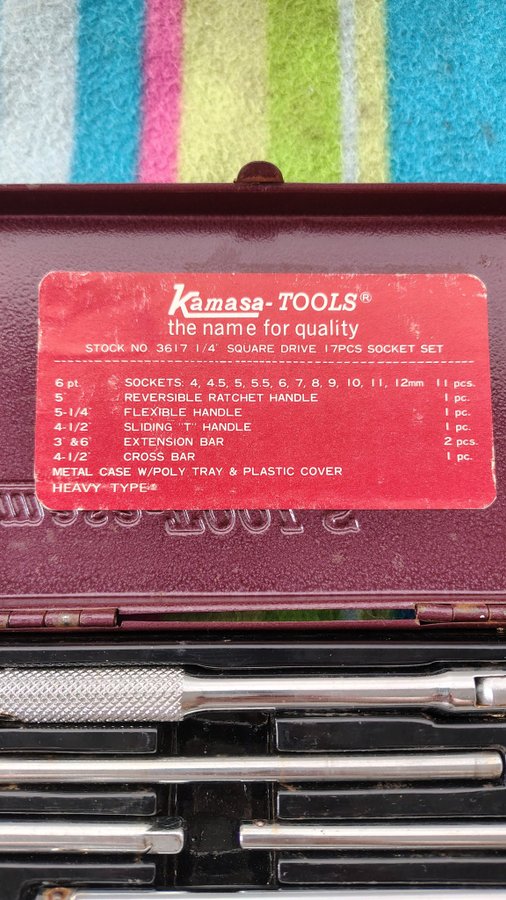 Kamasa-TOOLS®
the name for quality
STOCK NO. 3617 1/4" SQUARE DRIVE 17PCS SOCKET SET
6 pt. SOCKETS: 4, 4.5, 5, 5.5, 6, 7, 8, 9, 10, 11, 12mm 11 pcs.
5" REVERSIBLE RATCHET HANDLE 1 pc.
5-1/4" FLEXIBLE HANDLE 1 pc.
4-1/2" SLIDING "T" HANDLE 1 pc.
3" & 6" EXTENSION BAR 2 pcs.
4-1/2" CROSS BAR 1 pc.
METAL CASE W/POLY TRAY & PLASTIC COVER
HEAVY TYPE